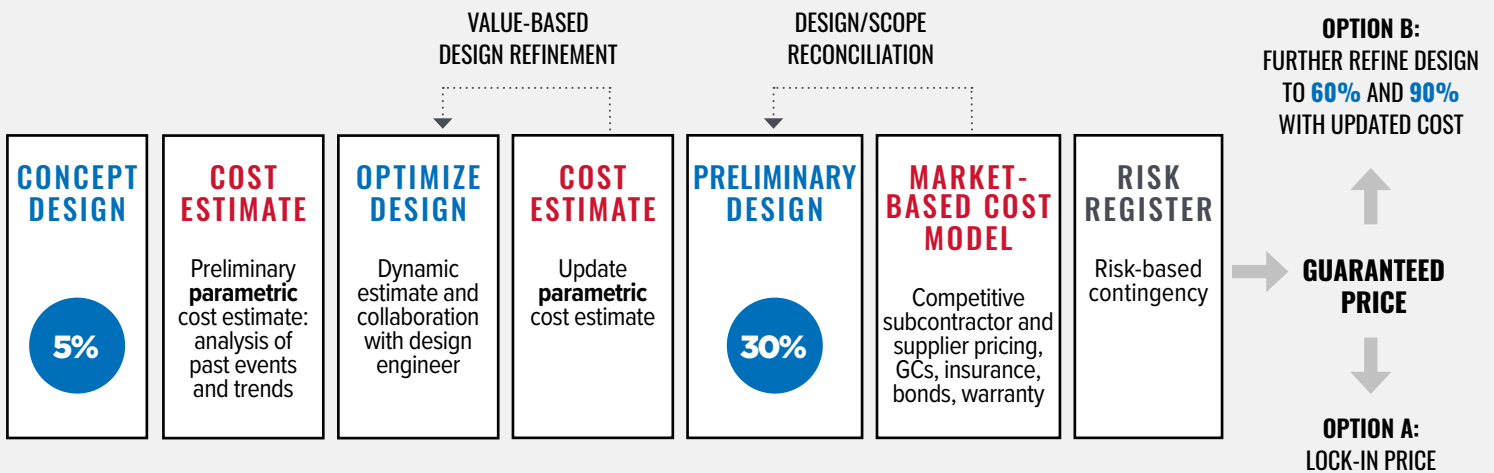 VALUE-BASED
DESIGN REFINEMENT
DESIGN/SCOPE
RECONCILIATION
CONCEPT
DESIGN
5%
COST
ESTIMATE
Preliminary
parametric
cost estimate:
analysis of
past events
and trends
OPTIMIZE
DESIGN
Dynamic
estimate and
collaboration
with design
engineer
COST
ESTIMATE
Update
parametric
cost estimate
PRELIMINARY
DESIGN
30%
MARKET-
BASED COST
MODEL
Competitive
subcontractor and
supplier pricing,
GCs, insurance,
bonds, warranty
RISK
REGISTER
Risk-based
contingency
OPTION B:
FURTHER REFINE DESIGN
TO 60% AND 90%
WITH UPDATED COST
GUARANTEED
PRICE
OPTION A:
LOCK-IN PRICE